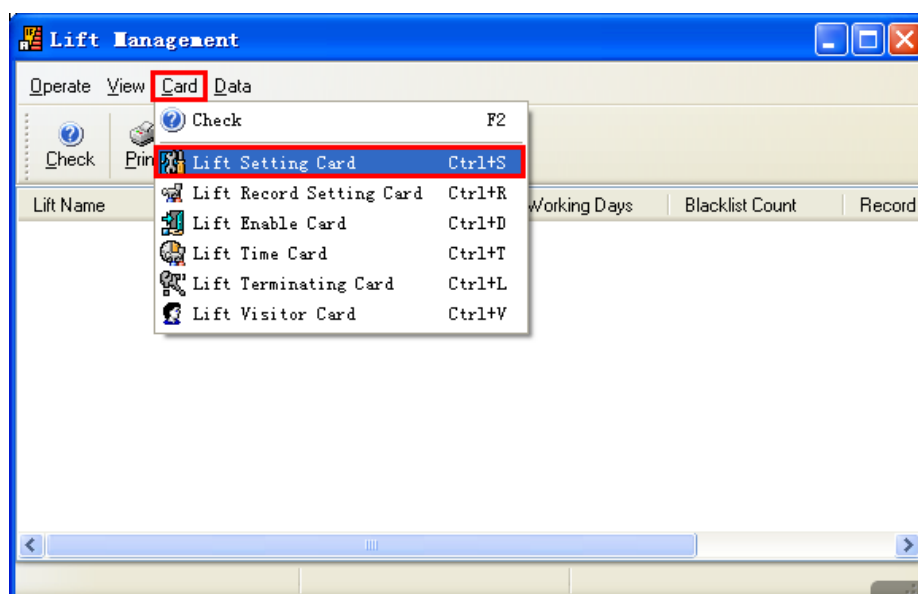 Lift Management
Operate View Card Data
Check Prin
Check F2
Lift Setting Card Ctrl+S
Lift Record Setting Card Ctrl+R
Lift Enable Card Ctrl+D
Lift Time Card Ctrl+T
Lift Terminating Card Ctrl+L
Lift Visitor Card Ctrl+V
Lift Name Working Days Blacklist Count Record